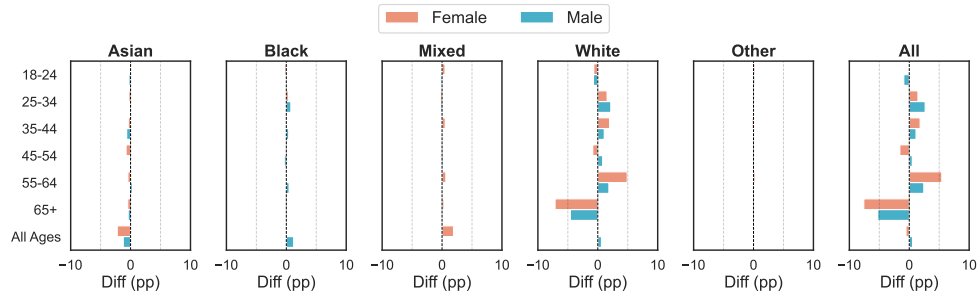 Female Male
Asian Black Mixed White Other All
18-24
25-34
35-44
45-54
55-64
65+
All Ages
−10 0 10 −10 0 10 −10 0 10 −10 0 10 −10 0 10 −10 0 10
Diff (pp) Diff (pp) Diff (pp) Diff (pp) Diff (pp) Diff (pp)